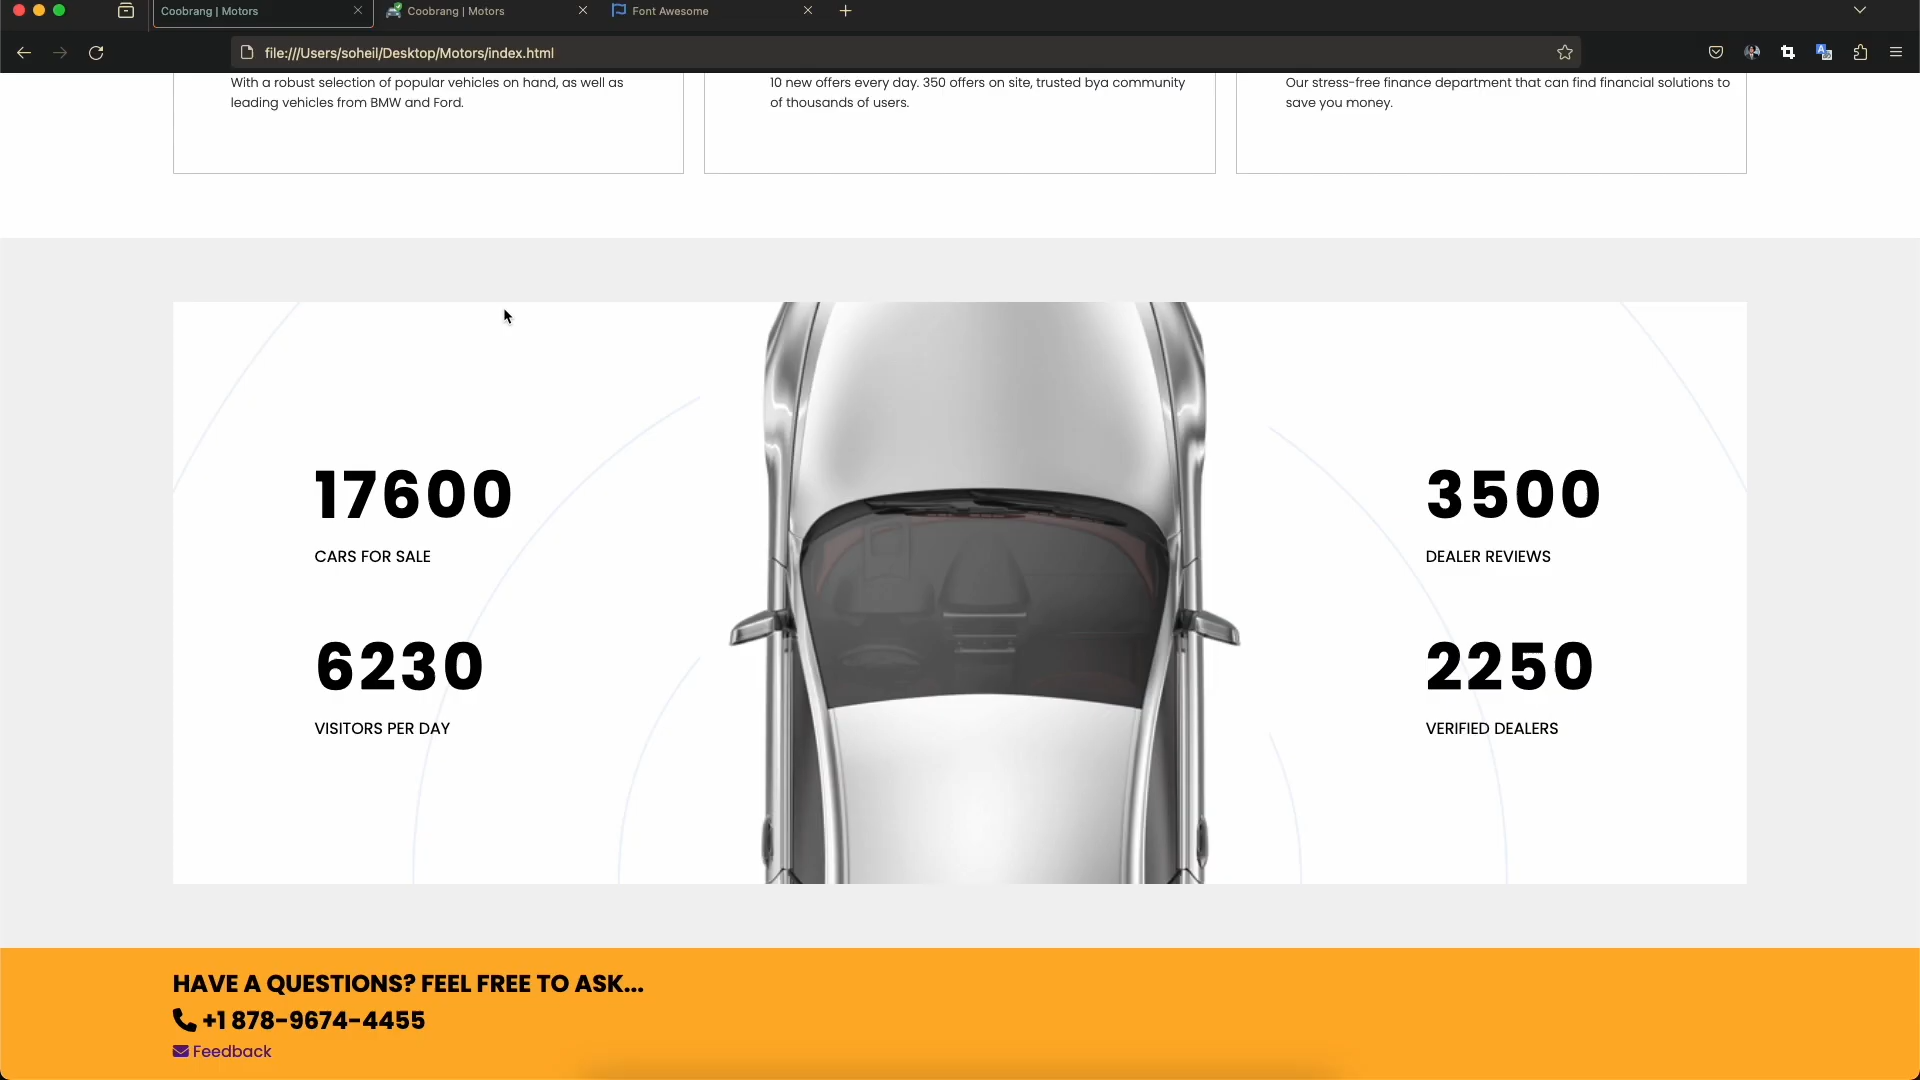 Coobrang | Motors
Coobrang | Motors
Font Awesome
file:///Users/soheil/Desktop/Motors/index.html
With a robust selection of popular vehicles on hand, as well as
leading vehicles from BMW and Ford.
10 new offers every day. 350 offers on site, trusted bya community
of thousands of users.
Our stress-free finance department that can find financial solutions to
save you money.
17600
CARS FOR SALE
6230
VISITORS PER DAY
3500
DEALER REVIEWS
2250
VERIFIED DEALERS
HAVE A QUESTIONS? FEEL FREE TO ASK...
+1 878-9674-4455
Feedback